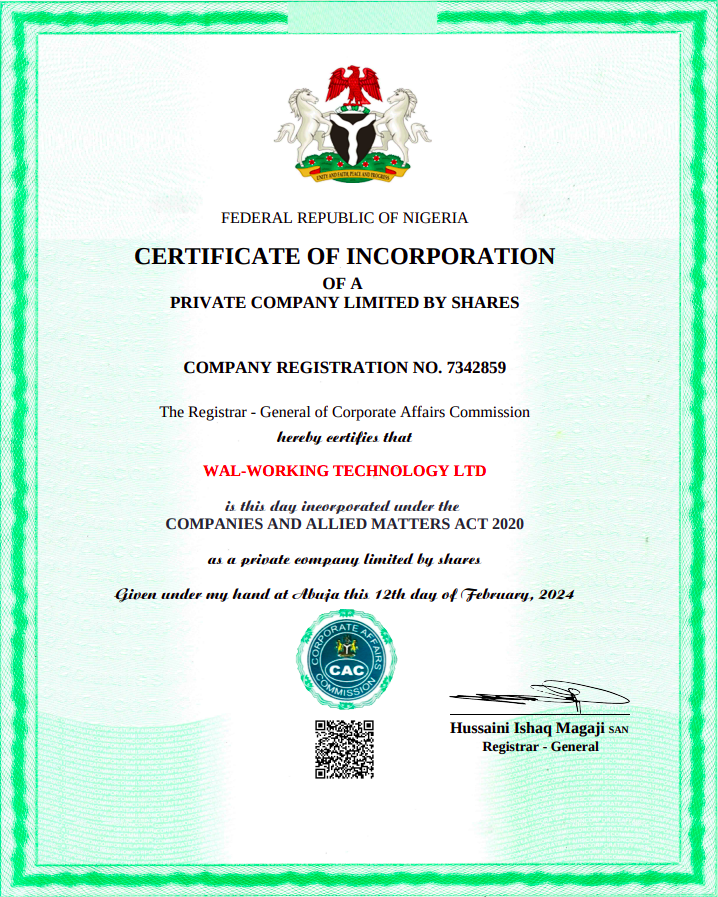 UNITY AND FAITH, PEACE AND PROGRESS
FEDERAL REPUBLIC OF NIGERIA
CERTIFICATE OF INCORPORATION
OF A
PRIVATE COMPANY LIMITED BY SHARES
COMPANY REGISTRATION NO. 7342859
The Registrar - General of Corporate Affairs Commission
hereby certifies that
WAL-WORKING TECHNOLOGY LTD
is this day incorporated under the
COMPANIES AND ALLIED MATTERS ACT 2020
as a private company limited by shares
Given under my hand at Abuja this 12th day of February, 2024
CORPORATE AFFAIRS
CAC
COMMISSION
Hussaini Ishaq Magaji SAN
Registrar - General